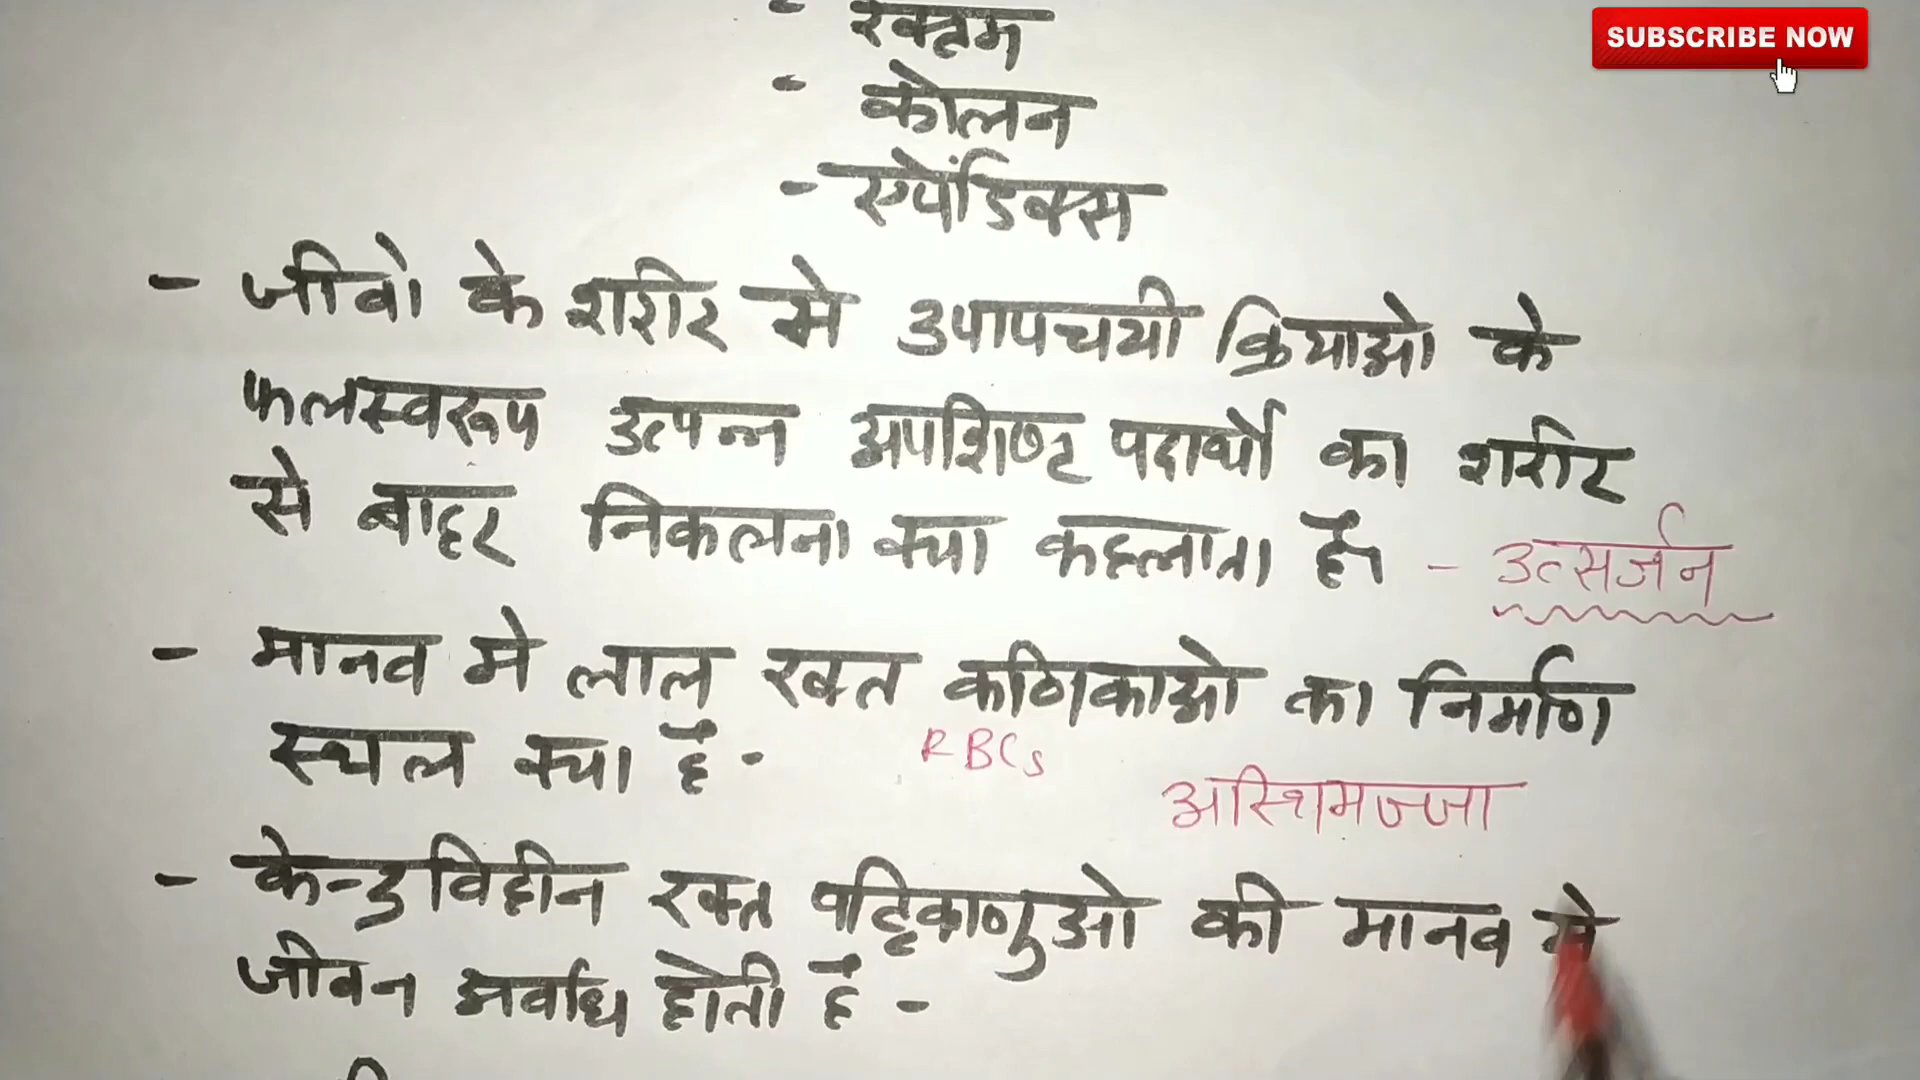 SUBSCRIBE NOW
- रेक्टम
- कोलन
- एपेंडिक्स
- जीवो के शरीर मे उपापचयी क्रियाओ के
फलस्वरूप उत्पन्न अपशिष्ट पदार्थो का शरीर
से बाहर निकलना क्या कहलाता है। - उत्सर्जन
- मानव मे लाल रक्त कणिकाओ का निर्माण
स्थल क्या है - RBCs
अस्थिमज्जा
- केन्द्रविहीन रक्त पट्टिकाणुओ की मानव मे
जीवन अवधि होती है -